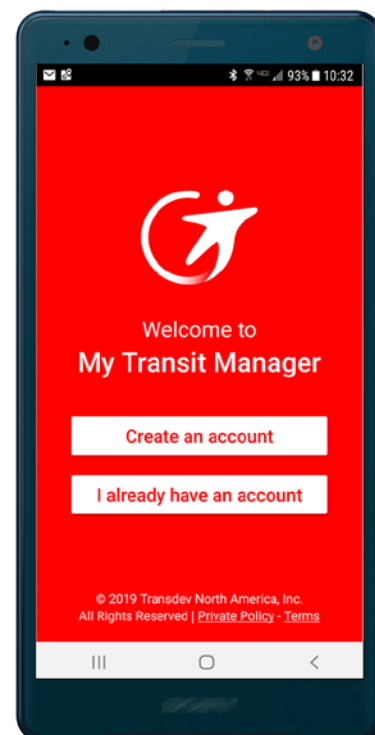 93% 10:32
Welcome to
My Transit Manager
Create an account
I already have an account
© 2019 Transdev North America, Inc.
All Rights Reserved | Private Policy - Terms